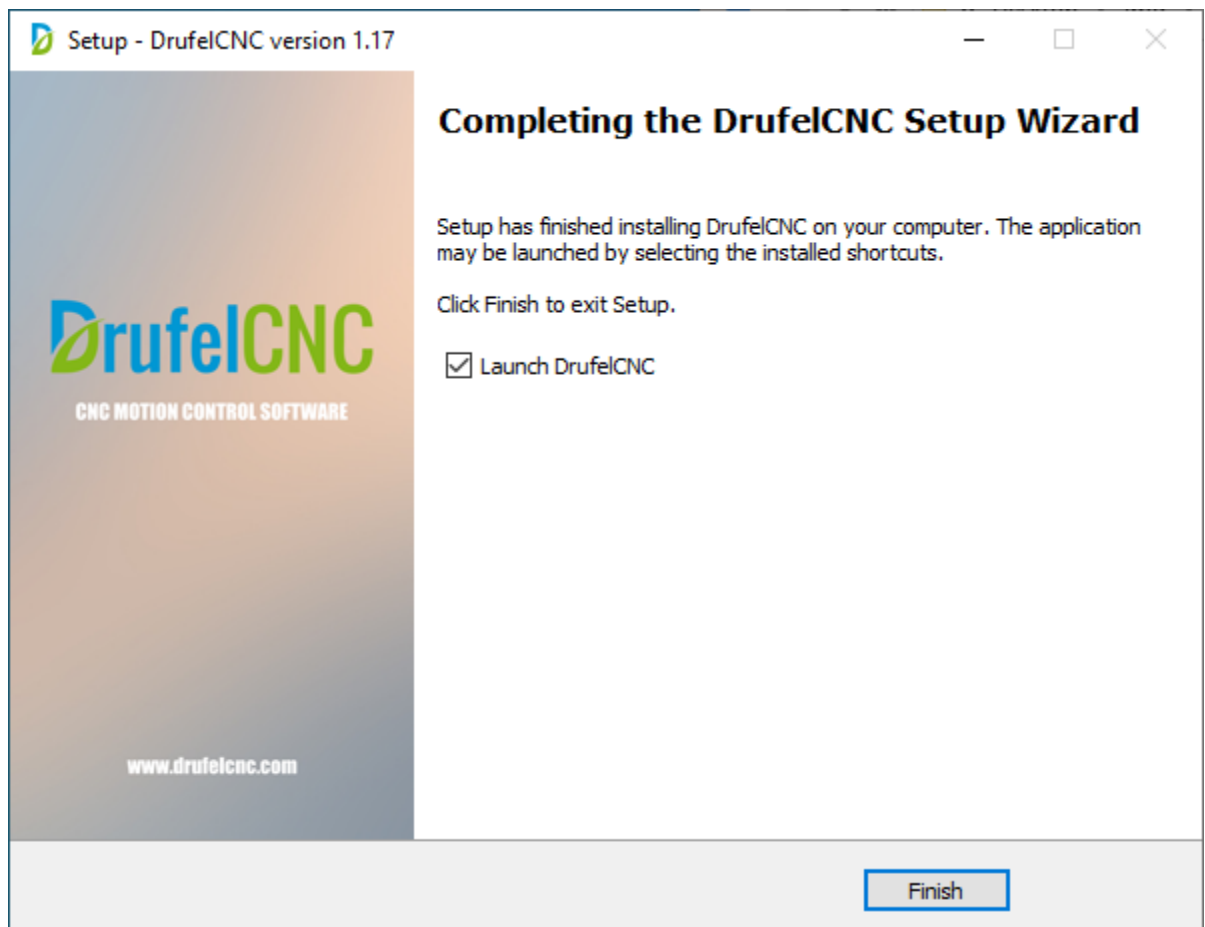 Setup - DrufelCNC version 1.17
Completing the DrufelCNC Setup Wizard
Setup has finished installing DrufelCNC on your computer. The application
may be launched by selecting the installed shortcuts.
Click Finish to exit Setup.
Launch DrufelCNC
DrufelCNC
CNC MOTION CONTROL SOFTWARE
www.drufelcnc.com
Finish